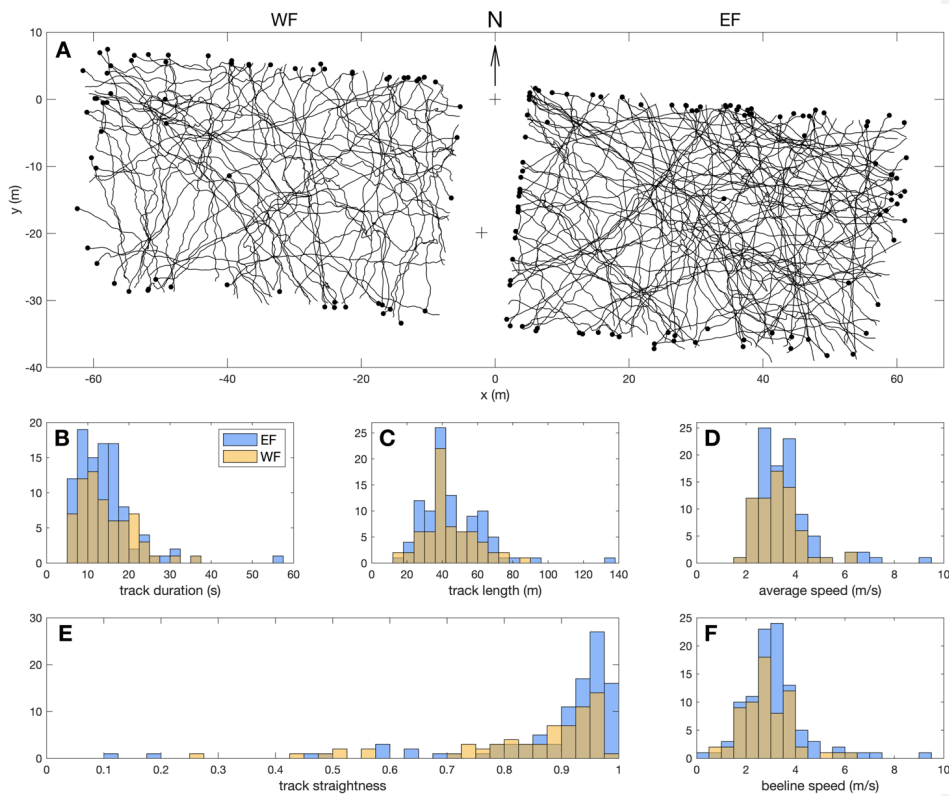 WF N EF
A
10
0
-10
-20
-30
-40
y (m)
-60 -40 -20 0 20 40 60
x (m)
B
EF
WF
20
15
10
5
0
0 10 20 30 40 50 60
track duration (s)
C
25
20
15
10
5
0
0 20 40 60 80 100 120 140
track length (m)
D
25
20
15
10
5
0
0 2 4 6 8 10
average speed (m/s)
E
30
20
10
0
0 0.1 0.2 0.3 0.4 0.5 0.6 0.7 0.8 0.9 1
track straightness
F
25
20
15
10
5
0
0 2 4 6 8 10
beeline speed (m/s)